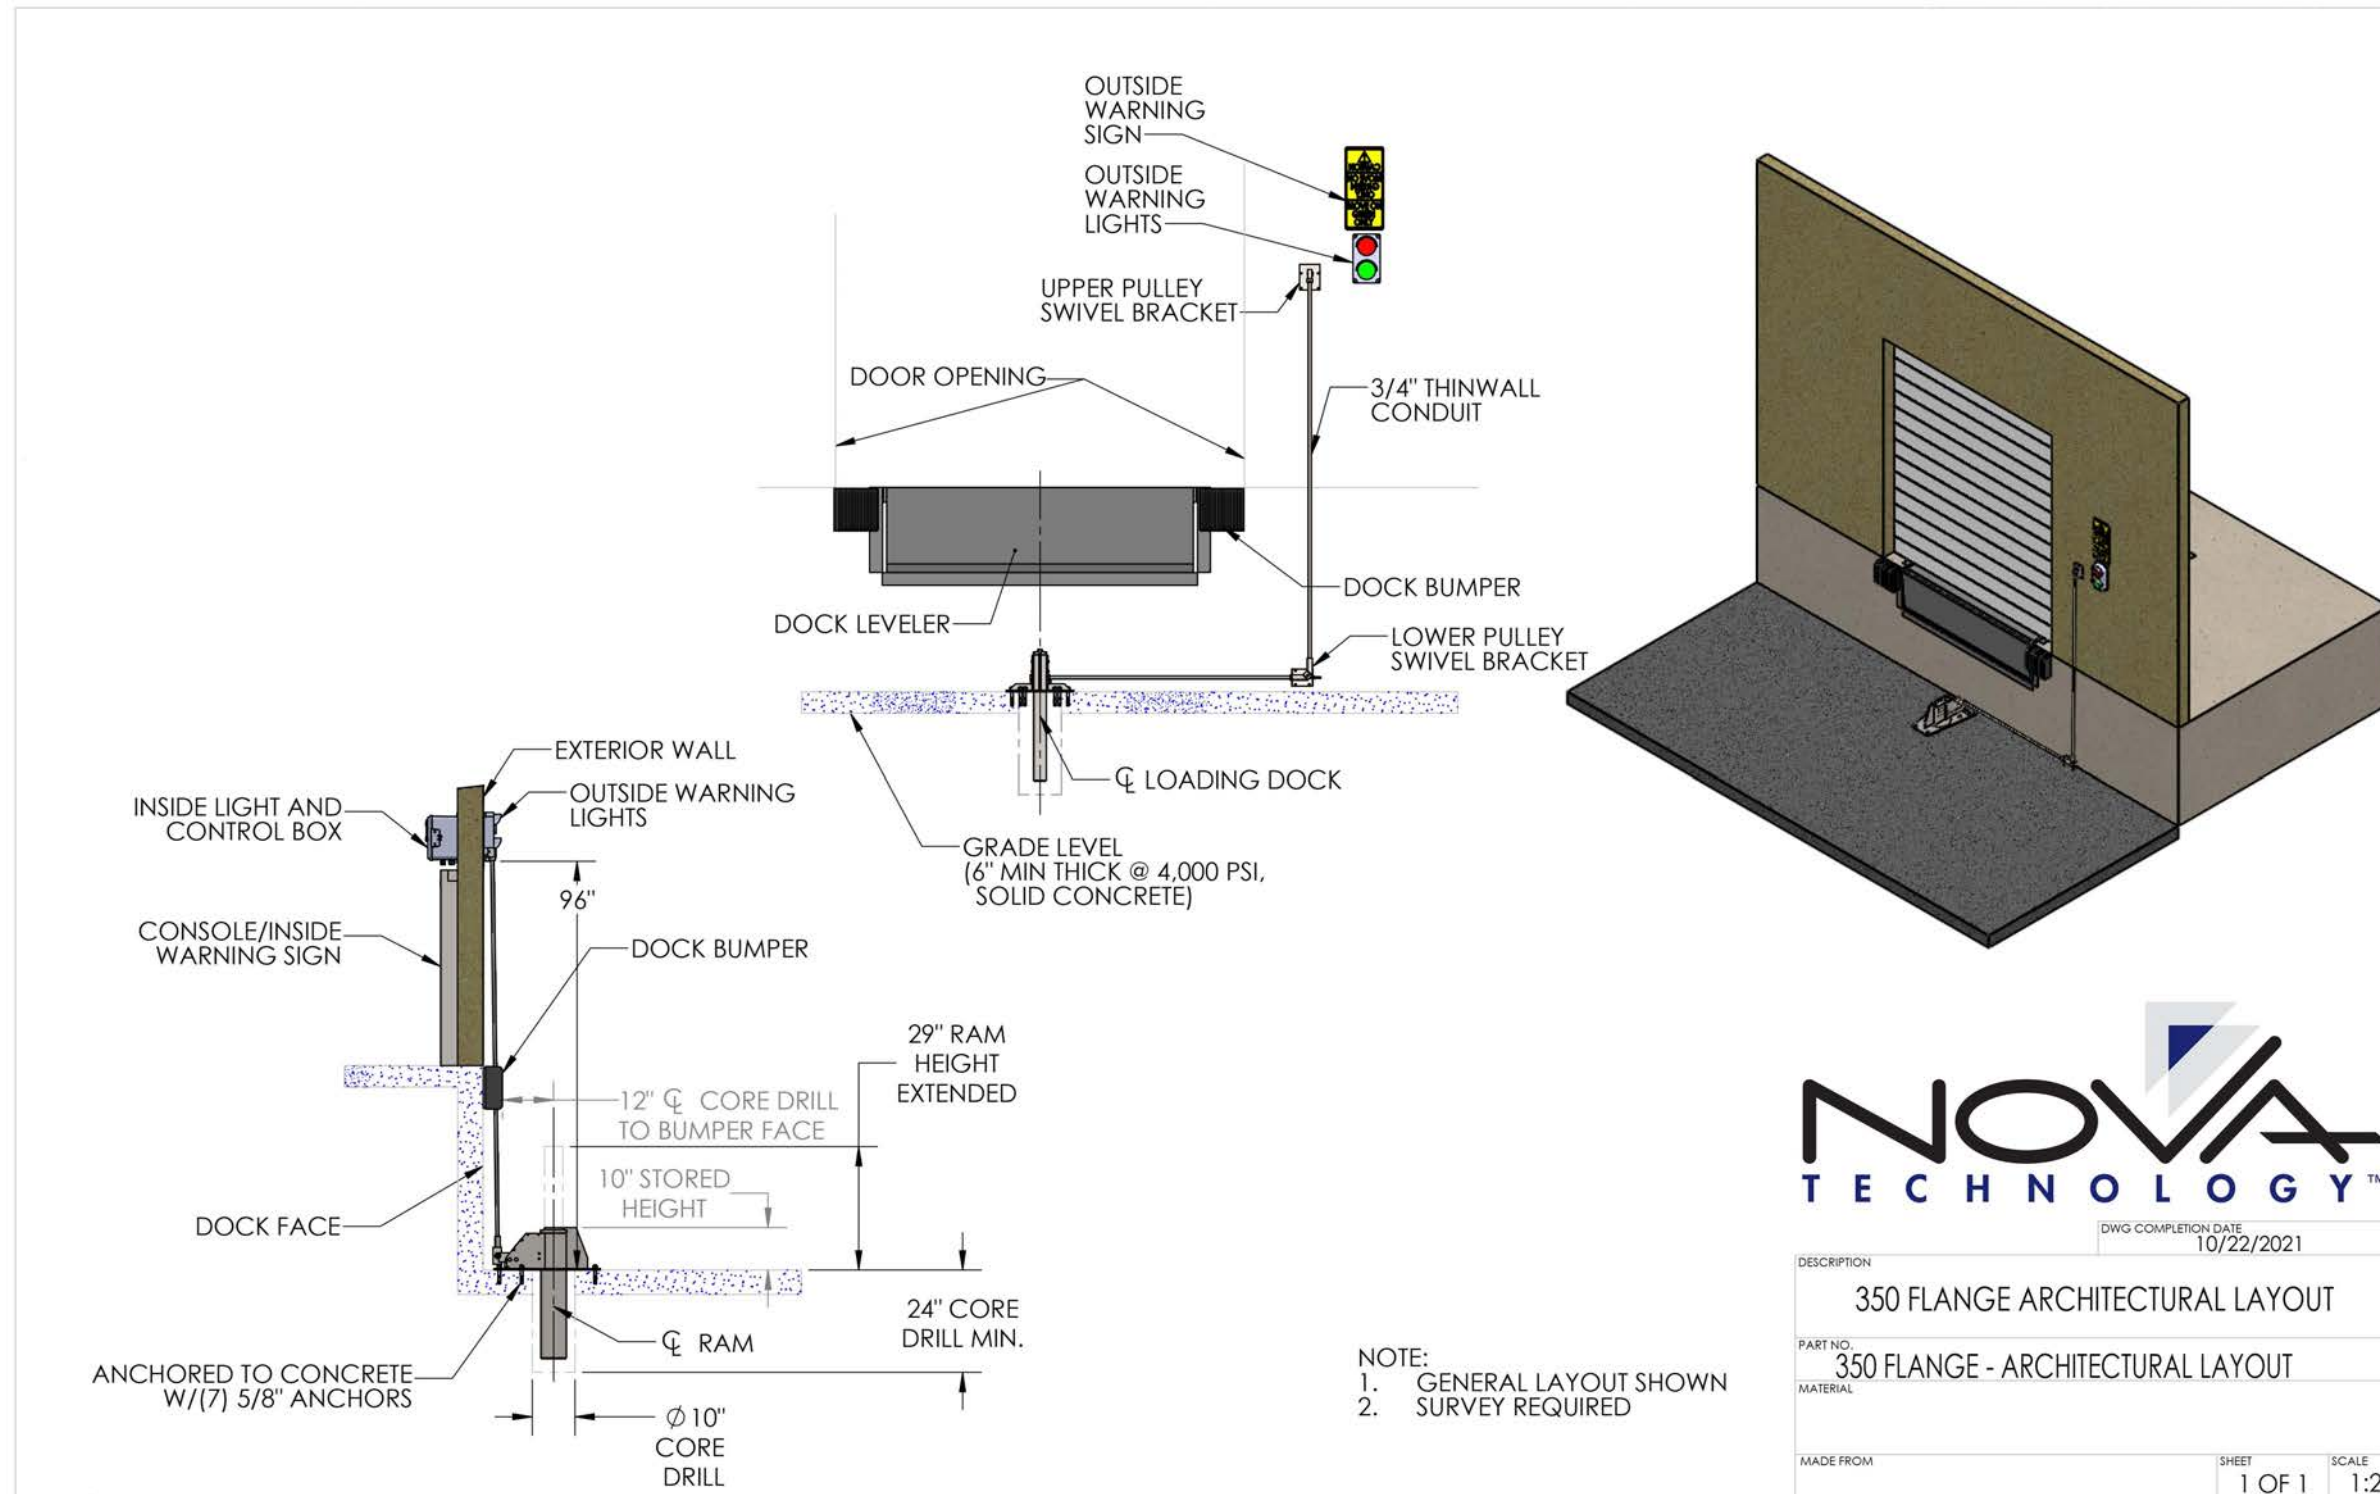 OUTSIDE
WARNING
SIGN
OUTSIDE
WARNING
LIGHTS
UPPER PULLEY
SWIVEL BRACKET
DOOR OPENING
3/4" THINWALL
CONDUIT
DOCK BUMPER
DOCK LEVELER
LOWER PULLEY
SWIVEL BRACKET
℄ LOADING DOCK
GRADE LEVEL
(6" MIN THICK @ 4,000 PSI,
SOLID CONCRETE)
EXTERIOR WALL
OUTSIDE WARNING
LIGHTS
INSIDE LIGHT AND
CONTROL BOX
96"
CONSOLE/INSIDE
WARNING SIGN
DOCK BUMPER
29" RAM
HEIGHT
EXTENDED
12" ℄ CORE DRILL
TO BUMPER FACE
10" STORED
HEIGHT
DOCK FACE
24" CORE
DRILL MIN.
℄ RAM
ANCHORED TO CONCRETE
W/(7) 5/8" ANCHORS
Ø10"
CORE
DRILL
NOTE:
1. GENERAL LAYOUT SHOWN
2. SURVEY REQUIRED
NOVA
TECHNOLOGY
DWG COMPLETION DATE
10/22/2021
DESCRIPTION
350 FLANGE ARCHITECTURAL LAYOUT
PART NO.
350 FLANGE - ARCHITECTURAL LAYOUT
MATERIAL
MADE FROM
SHEET
1 OF 1
SCALE
1:2